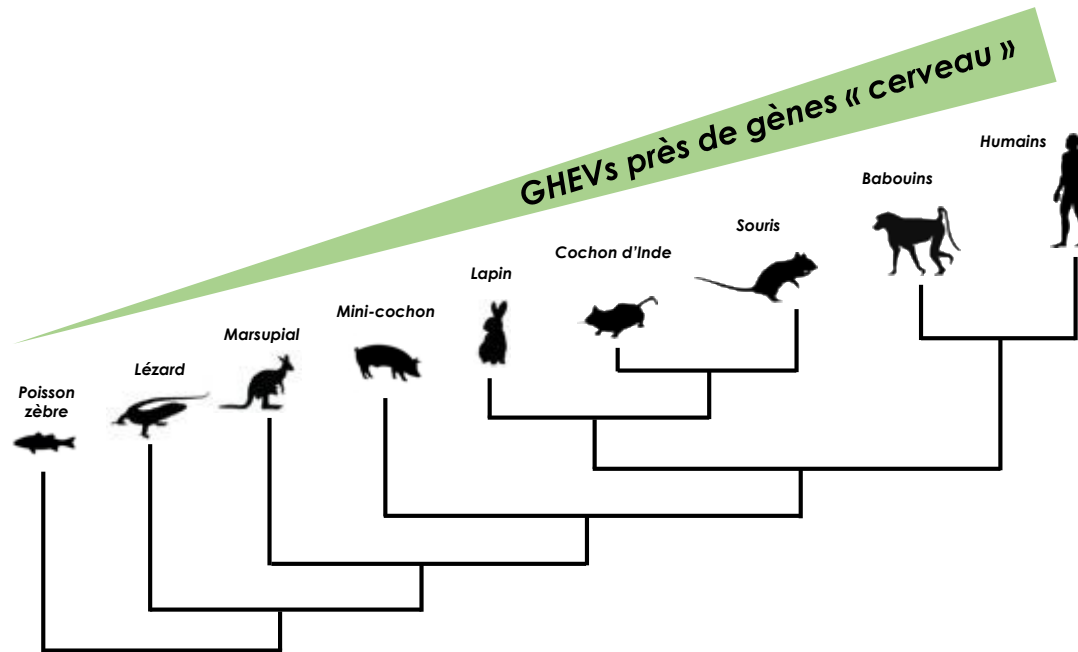 GHEVs près de gènes « cerveau »
Humains
Babouins
Souris
Cochon d'Inde
Lapin
Mini-cochon
Marsupial
Lézard
Poisson
zèbre